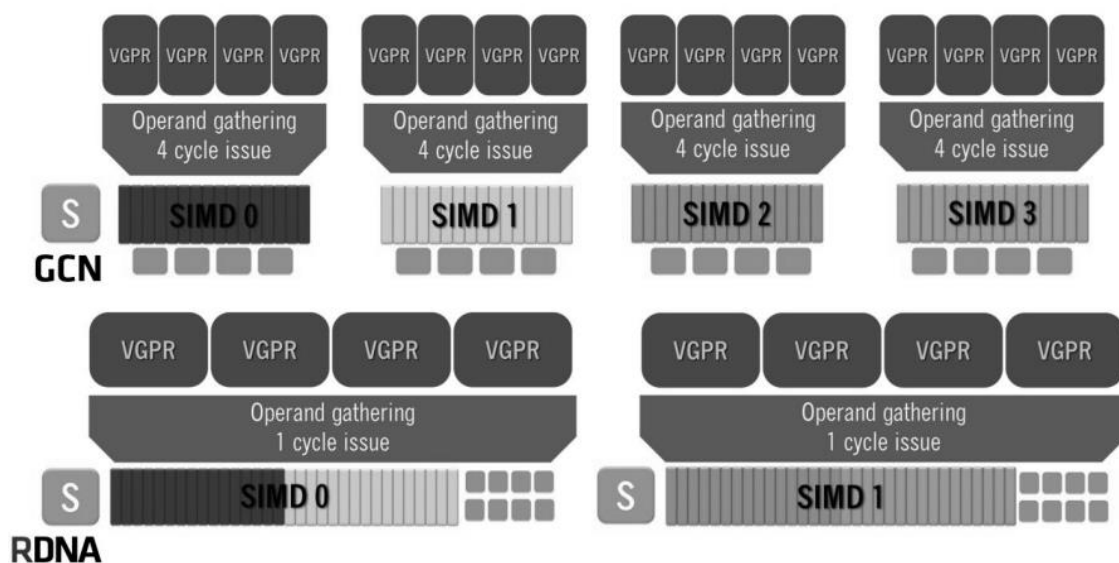 VGPR VGPR VGPR VGPR VGPR VGPR VGPR VGPR VGPR VGPR VGPR VGPR VGPR VGPR VGPR VGPR
Operand gathering Operand gathering Operand gathering Operand gathering
4 cycle issue 4 cycle issue 4 cycle issue 4 cycle issue
S SIMD 0 SIMD 1 SIMD 2 SIMD 3
GCN
VGPR VGPR VGPR VGPR VGPR VGPR VGPR VGPR
Operand gathering Operand gathering
1 cycle issue 1 cycle issue
S SIMD 0 S SIMD 1
RDNA